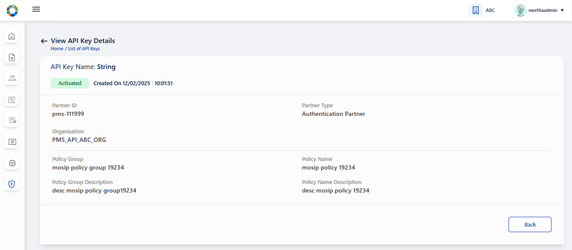 ABC
swethaadmin
View API Key Details
Home / List of API Keys
API Key Name: String
Activated Created On 12/02/2025 | 10:01:51
Partner ID
pms-111999
Partner Type
Authentication Partner
Organisation
PMS_API_ABC_ORG
Policy Group
mosip policy group 19234
Policy Name
mosip policy 19234
Policy Group Description
desc mosip policy group19234
Policy Name Description
desc mosip policy 19234
Back